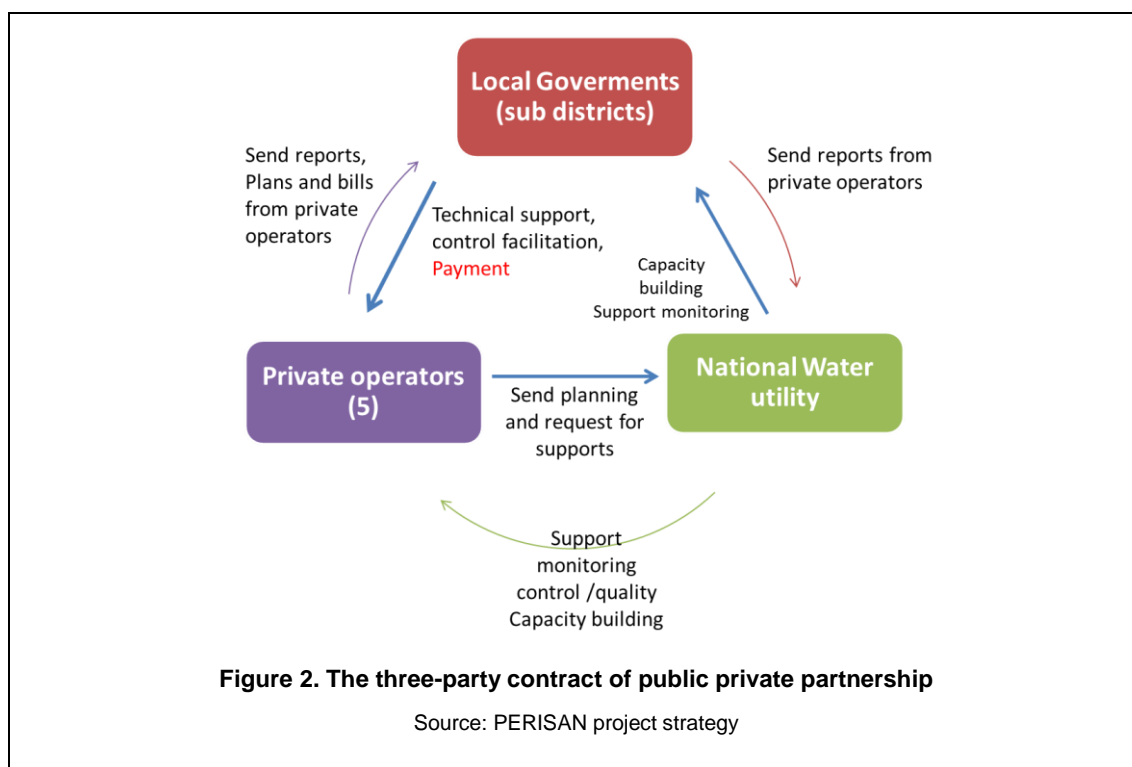 Local Goverments
(sub districts)
Send reports,
Plans and bills
from private
operators
Technical support,
control facilitation,
Payment
Send reports from
private operators
Capacity
building
Support monitoring
Private operators
(5)
Send planning
and request for
supports
National Water
utility
Support
monitoring
control /quality
Capacity building
Figure 2. The three-party contract of public private partnership
Source: PERISAN project strategy